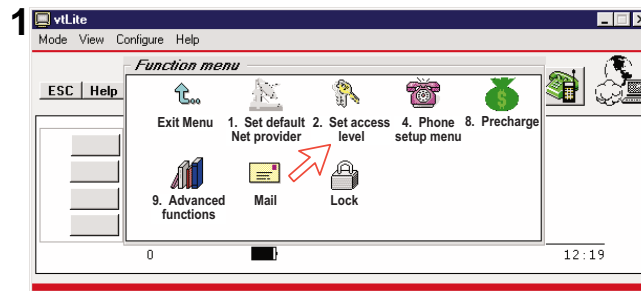 1
vtLite
Mode View Configure Help
Function menu
ESC Help
Exit Menu 1. Set default Net provider 2. Set access level 4. Phone setup menu 8. Precharge
9. Advanced functions Mail Lock
0 12:19